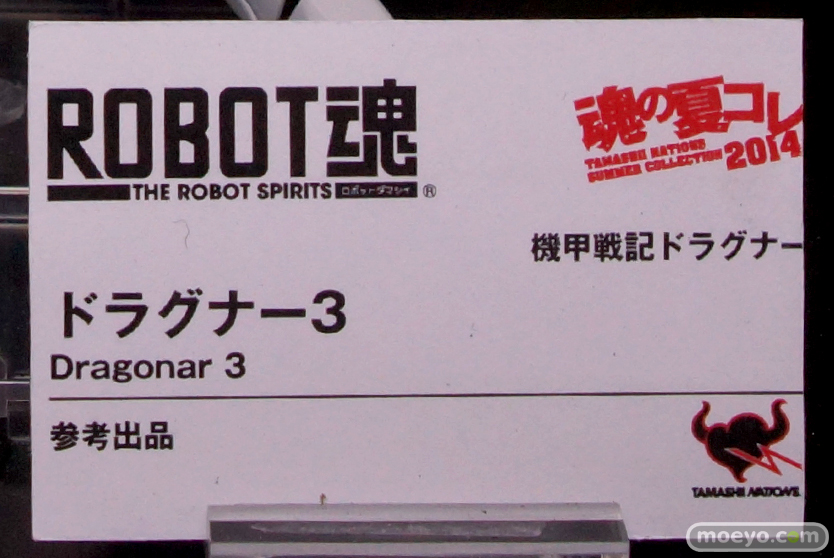 ROBOT魂
THE ROBOT SPIRITS ロボットダマシイ ®
魂の夏コレ
TAMASHII NATIONS
SUMMER COLLECTION 2014
機甲戦記ドラグナー
ドラグナー3
Dragonar 3
参考出品
TAMASHII NATIONS
moeyo.com